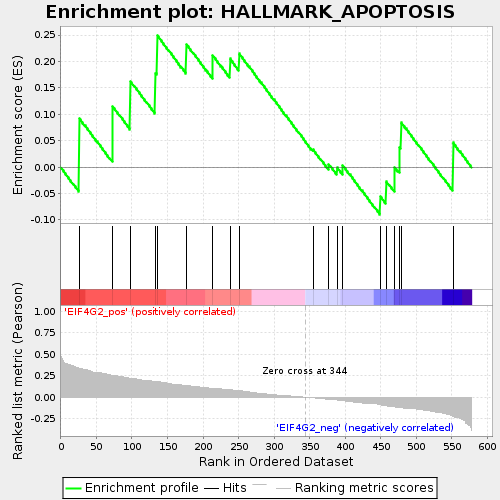 Enrichment plot: HALLMARK_APOPTOSIS
Enrichment score (ES)
0.25
0.20
0.15
0.10
0.05
0.00
-0.05
-0.10
'EIF4G2_pos' (positively correlated)
Ranked list metric (Pearson)
1.00
0.75
0.50
0.25
0.00
-0.25
Zero cross at 344
'EIF4G2_neg' (negatively correlated)
0 50 100 150 200 250 300 350 400 450 500 550 600
Rank in Ordered Dataset
Enrichment profile Hits Ranking metric scores